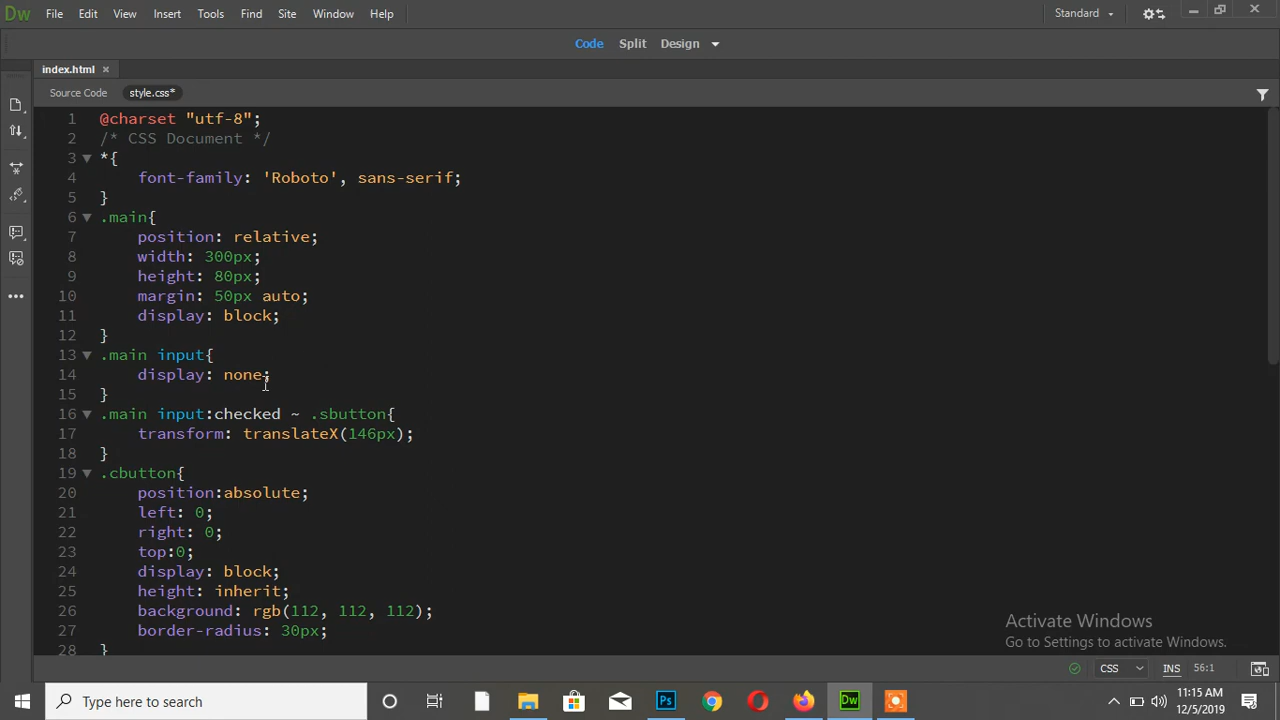 Dw File Edit View Insert Tools Find Site Window Help Standard
Code Split Design
index.html ×
Source Code style.css*
1 @charset "utf-8";
2 /* CSS Document */
3 *{
4 font-family: 'Roboto', sans-serif;
5 }
6 .main{
7 position: relative;
8 width: 300px;
9 height: 80px;
10 margin: 50px auto;
11 display: block;
12 }
13 .main input{
14 display: none;
15 }
16 .main input:checked ~ .sbutton{
17 transform: translateX(146px);
18 }
19 .cbutton{
20 position:absolute;
21 left: 0;
22 right: 0;
23 top:0;
24 display: block;
25 height: inherit;
26 background: rgb(112, 112, 112);
27 border-radius: 30px;
28 }
Activate Windows
Go to Settings to activate Windows.
CSS INS 56:1
Type here to search Ps Dw 11:15 AM
12/5/2019